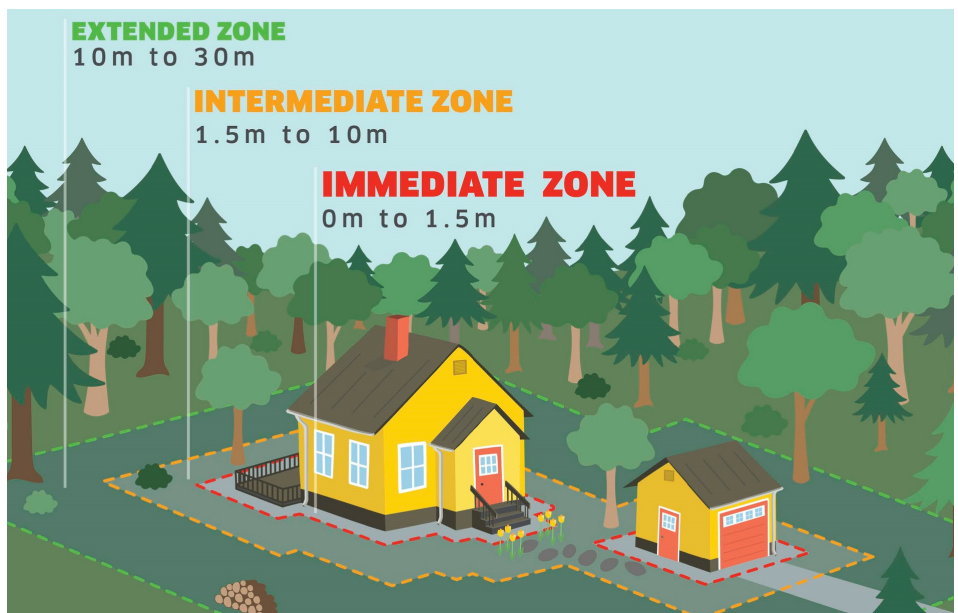 EXTENDED ZONE
10m to 30m
INTERMEDIATE ZONE
1.5m to 10m
IMMEDIATE ZONE
0m to 1.5m